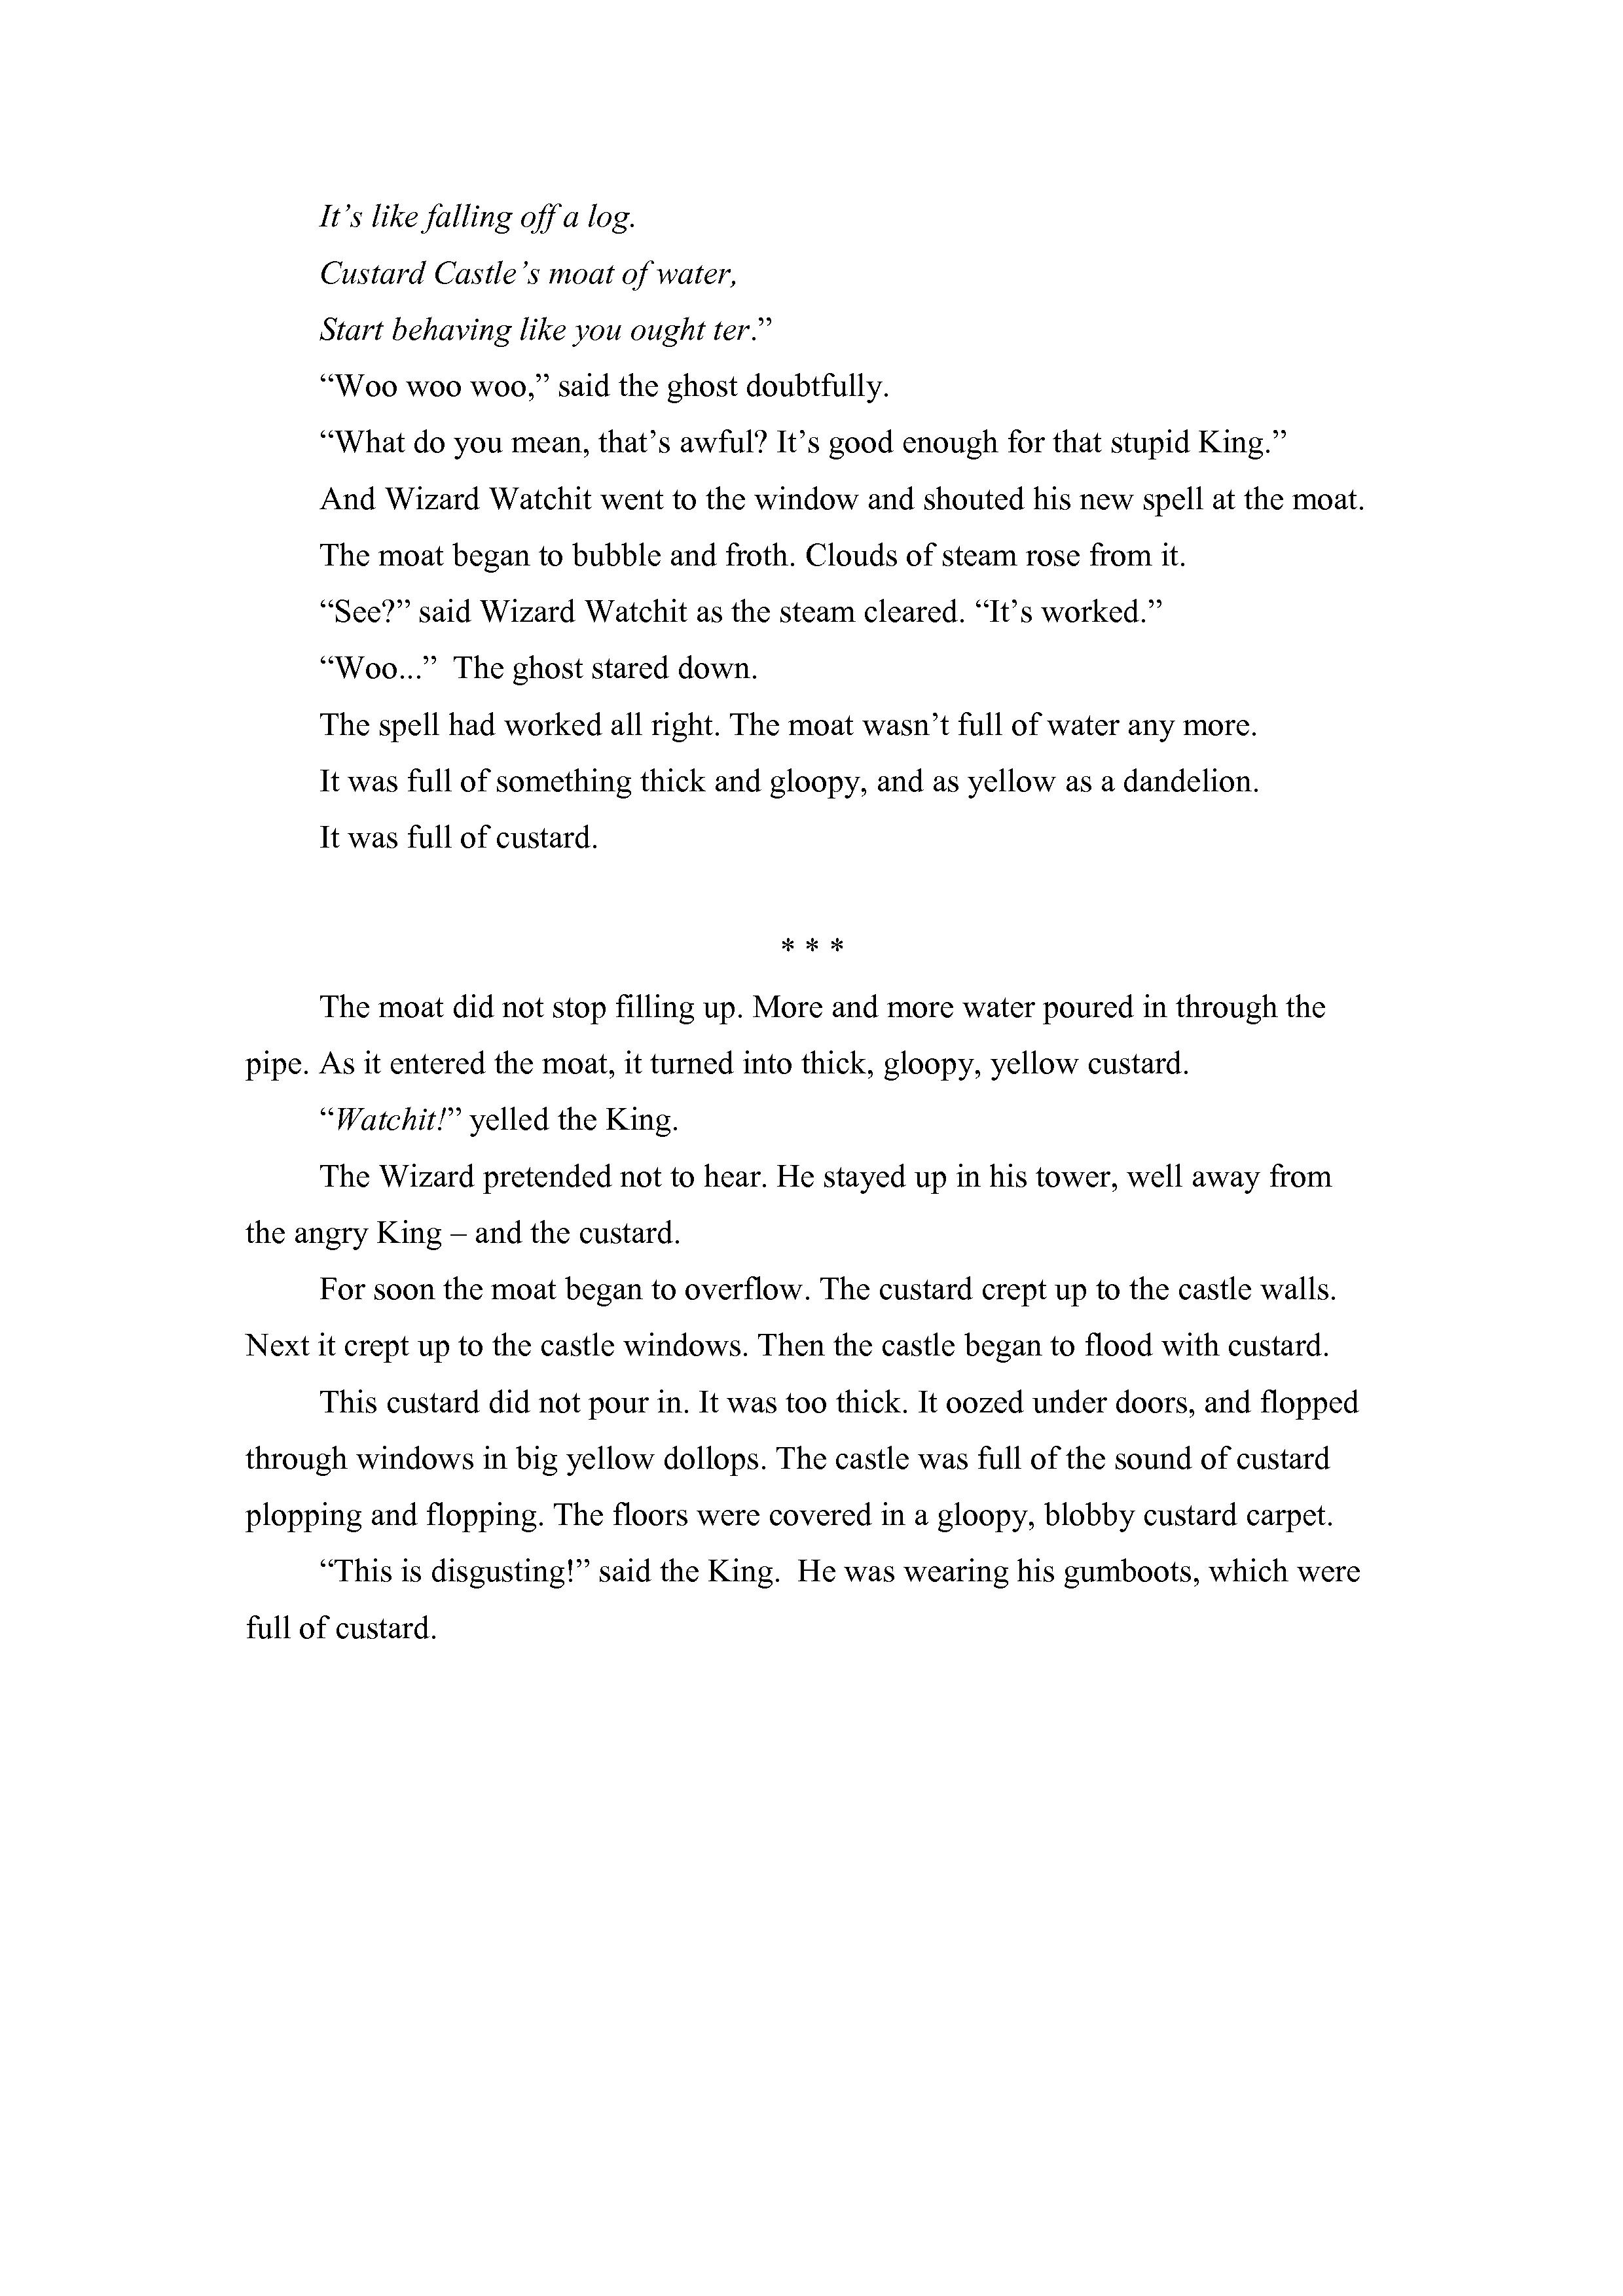 It’s like falling off a log.
Custard Castle’s moat of water,
Start behaving like you ought ter.”
“Woo woo woo,” said the ghost doubtfully.
“What do you mean, that’s awful? It’s good enough for that stupid King.”
And Wizard Watchit went to the window and shouted his new spell at the moat.
The moat began to bubble and froth. Clouds of steam rose from it.
“See?” said Wizard Watchit as the steam cleared. “It’s worked.”
“Woo...”  The ghost stared down.
The spell had worked all right. The moat wasn’t full of water any more.
It was full of something thick and gloopy, and as yellow as a dandelion.
It was full of custard.
* * *
The moat did not stop filling up. More and more water poured in through the
pipe. As it entered the moat, it turned into thick, gloopy, yellow custard.
“Watchit!” yelled the King.
The Wizard pretended not to hear. He stayed up in his tower, well away from
the angry King – and the custard.
For soon the moat began to overflow. The custard crept up to the castle walls.
Next it crept up to the castle windows. Then the castle began to flood with custard.
This custard did not pour in. It was too thick. It oozed under doors, and flopped
through windows in big yellow dollops. The castle was full of the sound of custard
plopping and flopping. The floors were covered in a gloopy, blobby custard carpet.
“This is disgusting!” said the King.  He was wearing his gumboots, which were
full of custard.